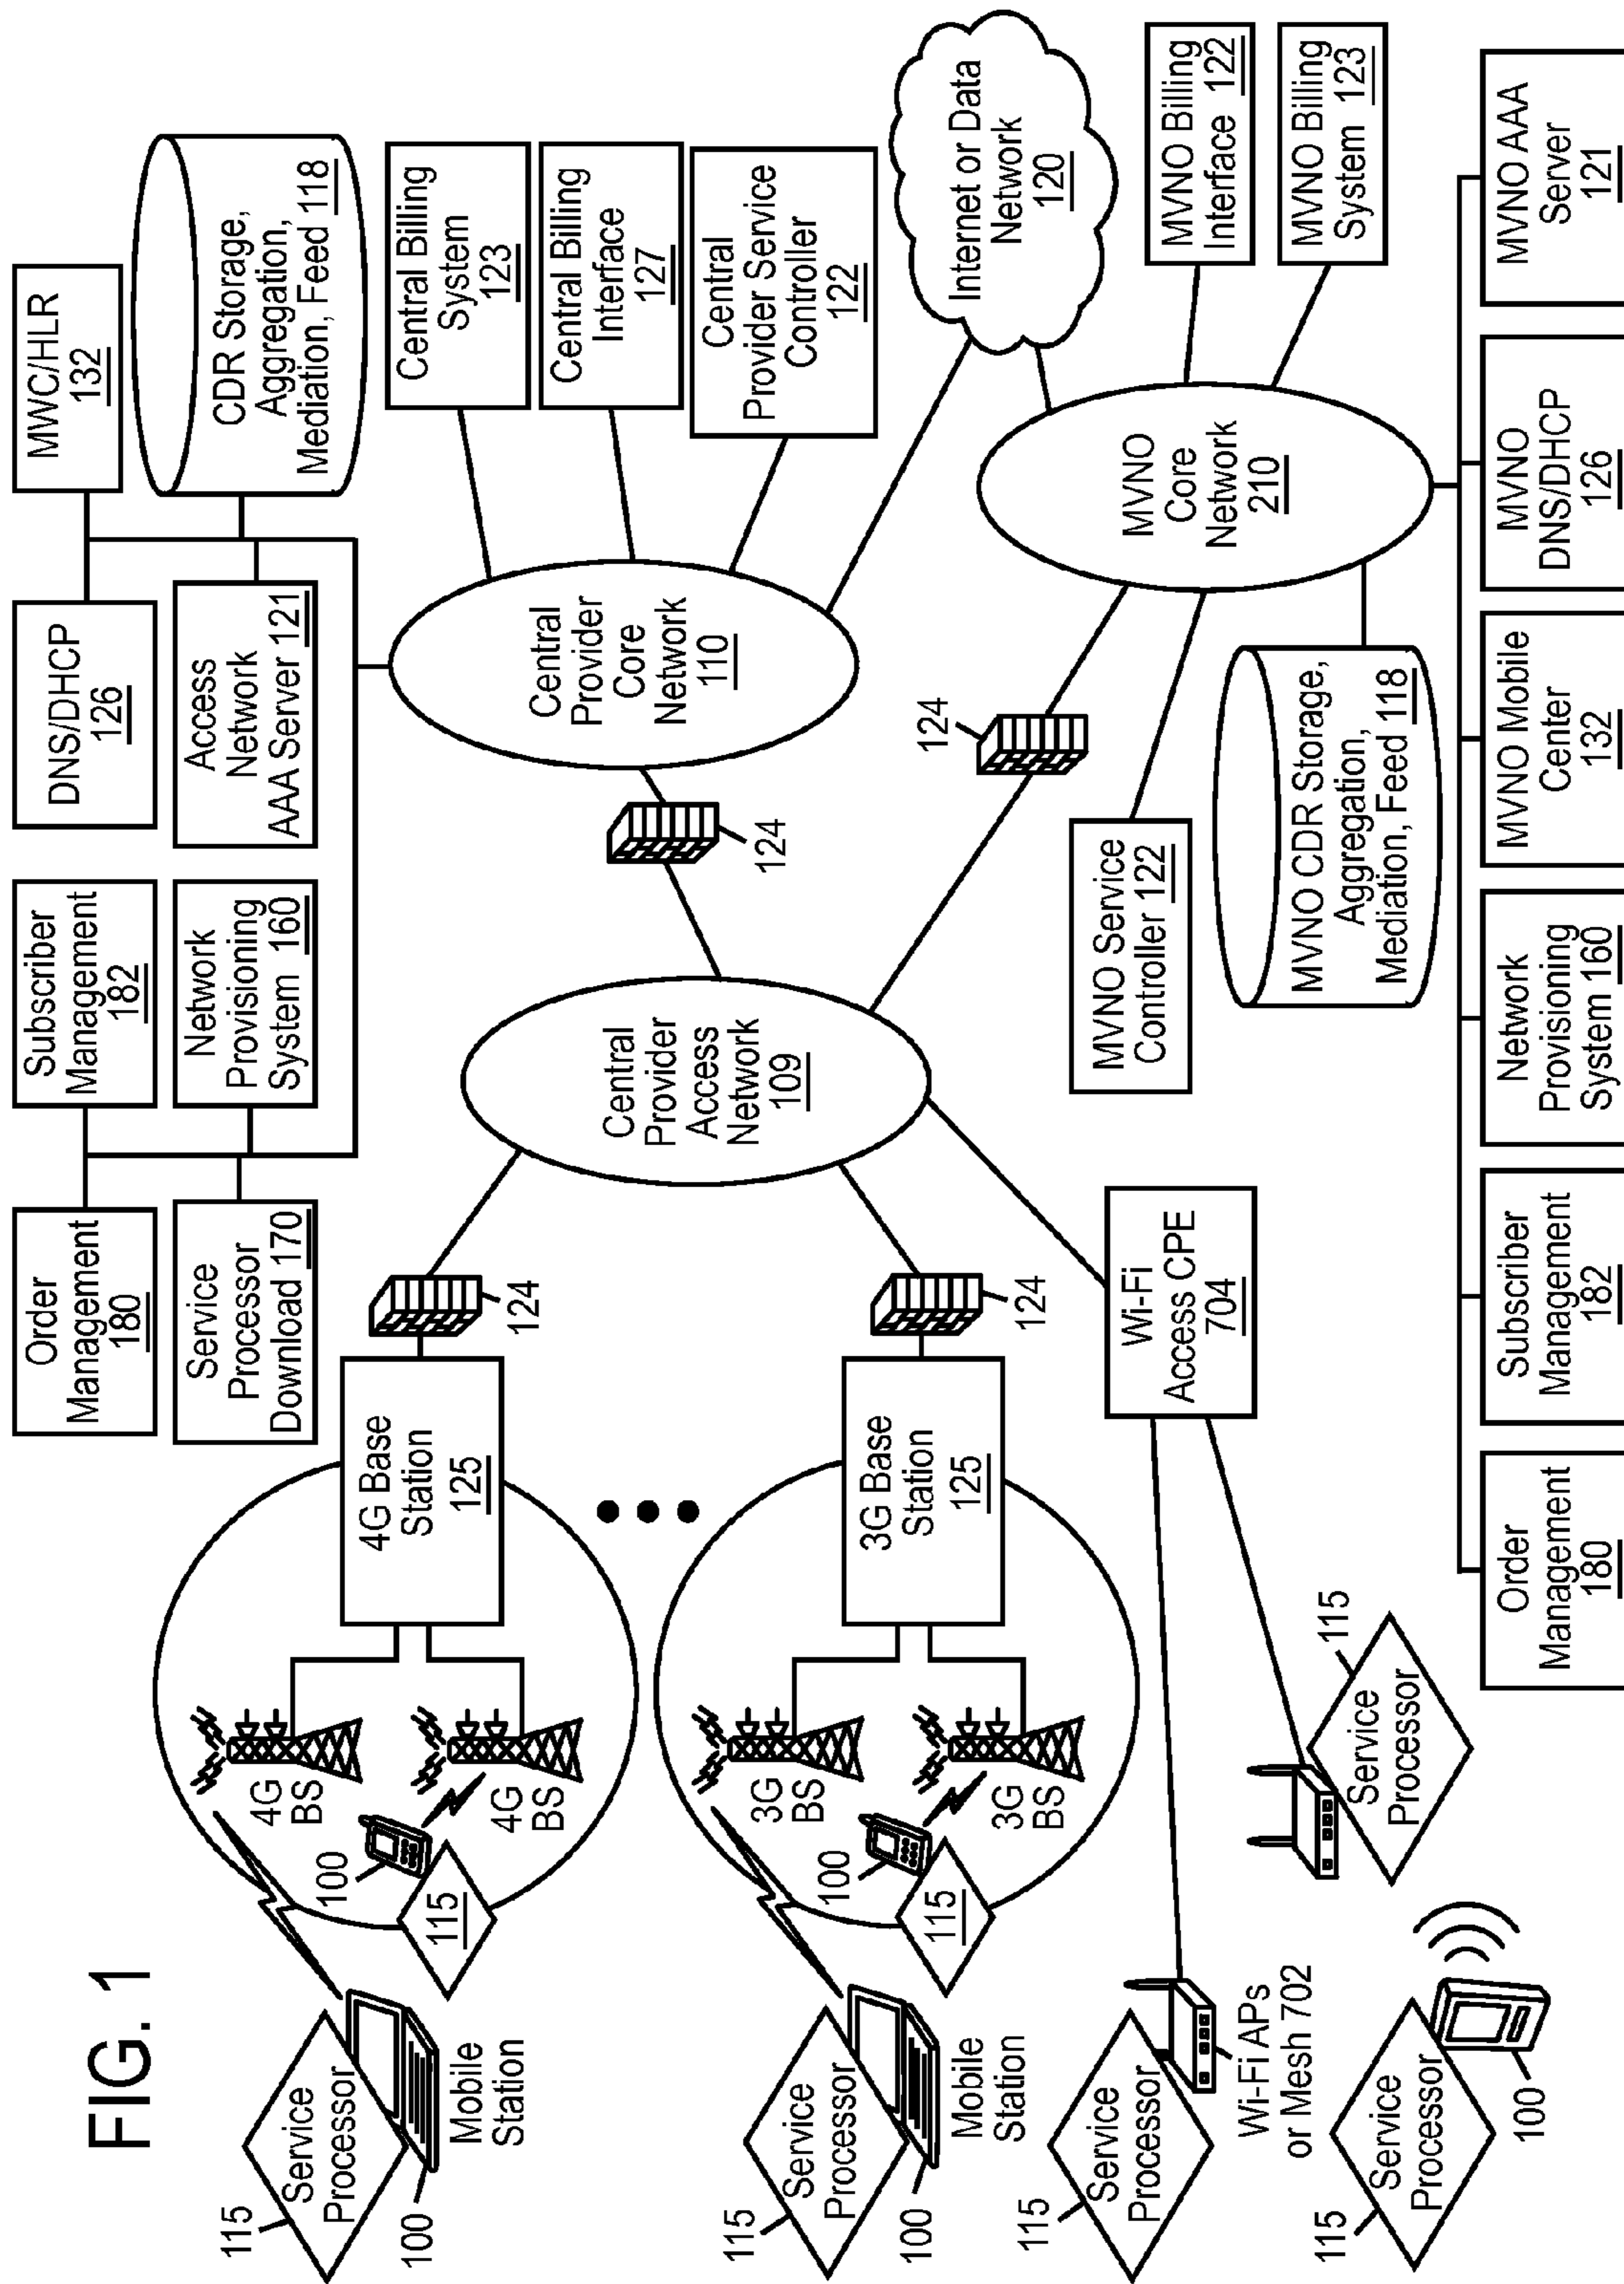 FIG. 1
Order
Management
180
Subscriber
Management
182
DNS/DHCP
126
MWC/HLR
132
Service
Processor
Download 170
Network
Provisioning
System 160
Access
Network
AAA Server 121
CDR Storage,
Aggregation,
Mediation, Feed 118
115
Service
Processor
100
Mobile
Station
4G
BS
100
4G
BS
115
4G Base
Station
125
124
Central
Provider
Access
Network
109
124
Central
Provider
Core
Network
110
Central Billing
System
123
Central Billing
Interface
127
Central
Provider Service
Controller
122
Internet or Data
Network
120
115
Service
Processor
100
Mobile
Station
3G
BS
100
3G
BS
115
3G Base
Station
125
124
124
MVNO
Core
Network
210
MVNO Billing
Interface 122
MVNO Billing
System 123
MVNO Service
Controller 122
MVNO CDR Storage,
Aggregation,
Mediation, Feed 118
115
Service
Processor
Wi-Fi APs
or Mesh 702
Wi-Fi
Access CPE
704
115
Service
Processor
115
Service
Processor
100
Order
Management
180
Subscriber
Management
182
Network
Provisioning
System 160
MVNO Mobile
Center
132
MVNO
DNS/DHCP
126
MVNO AAA
Server
121